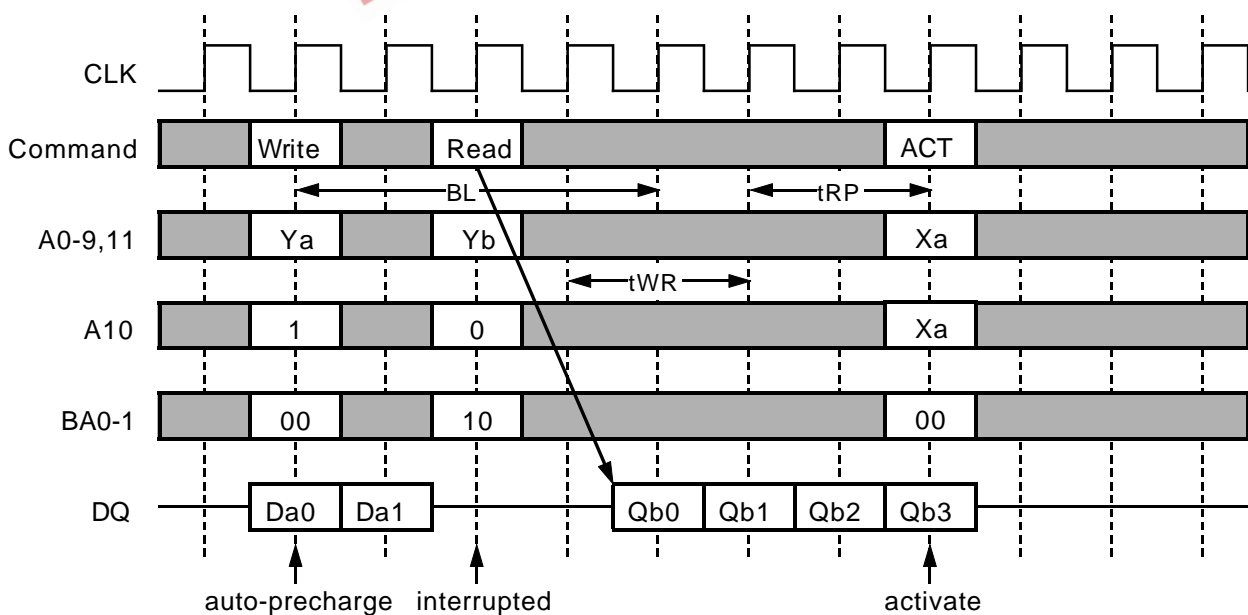 CLK
Command Write Read ACT
BL tRP
A0-9,11 Ya Yb Xa
tWR
A10 1 0 Xa
BA0-1 00 10 00
DQ Da0 Da1 Qb0 Qb1 Qb2 Qb3
auto-precharge interrupted activate